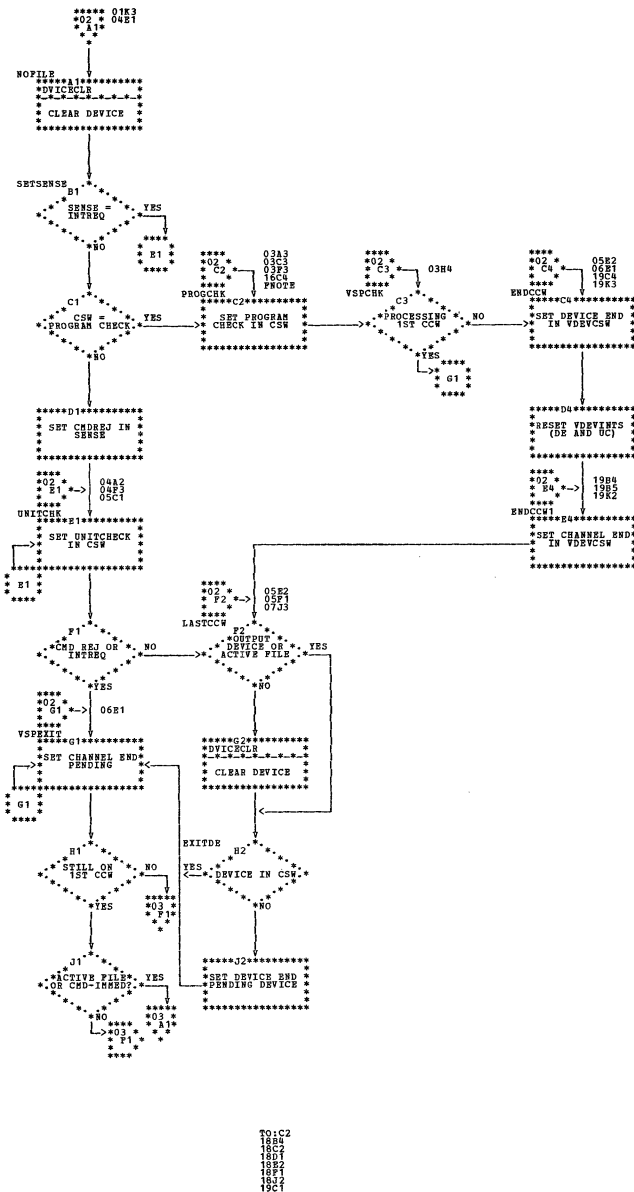 01K3
02
04E1
A1
NOFILE
A1
DVICECLR
CLEAR DEVICE
SETSENSE
B1
SENSE =
INTREQ
YES
NO
E1
C1
CSW =
PROGRAM CHECK
YES
NO
02
C2
03A3
03C3
03F3
16C4
FNOTE
PROGCHK
C2
SET PROGRAM
CHECK IN CSW
02
C3
03H4
VSPCHK
C3
PROCESSING
1ST CCW
NO
YES
G1
02
C4
05E2
06E1
19C4
19K3
ENDCCW
C4
SET DEVICE END
IN VDEVCSW
D1
SET CMDREJ IN
SENSE
D4
RESET VDEVINTS
(DE AND UC)
02
E1
04A2
04F3
05C1
UNITCHK
E1
SET UNITCHECK
IN CSW
E1
02
E4
19B4
19B5
19K2
ENDCCW1
E4
SET CHANNEL END
IN VDEVCSW
02
F2
05E2
05F1
07J3
LASTCCW
F1
CMD REJ OR
INTREQ
NO
YES
F2
OUTPUT
DEVICE OR
ACTIVE FILE
YES
NO
02
G1
06E1
VSPEXIT
G1
SET CHANNEL END
PENDING
G1
G2
DVICECLR
CLEAR DEVICE
H1
STILL ON
1ST CCW
NO
YES
03
F1
EXITDE
H2
DEVICE IN CSW
YES
NO
J1
ACTIVE FILE
OR CMD-IMMED?
YES
NO
03
A1
03
F1
J2
SET DEVICE END
PENDING DEVICE
TO:C2
18B4
18C2
18D1
18E2
18F1
18J2
19C1